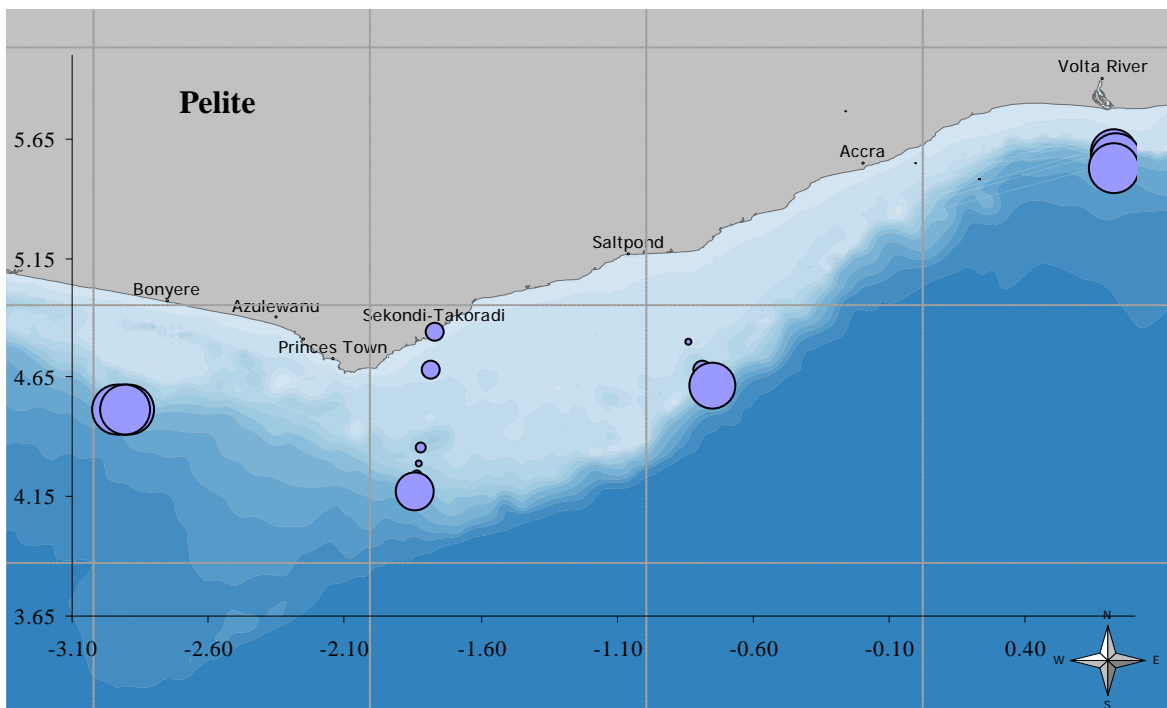 Volta River
Pelite
5.65
Accra
Saltpond
5.15
Bonyere
Azulewanu
Sekondi-Takoradi
Princes Town
4.65
4.15
3.65
N
-3.10 -2.60 -2.10 -1.60 -1.10 -0.60 -0.10 0.40
W E
S